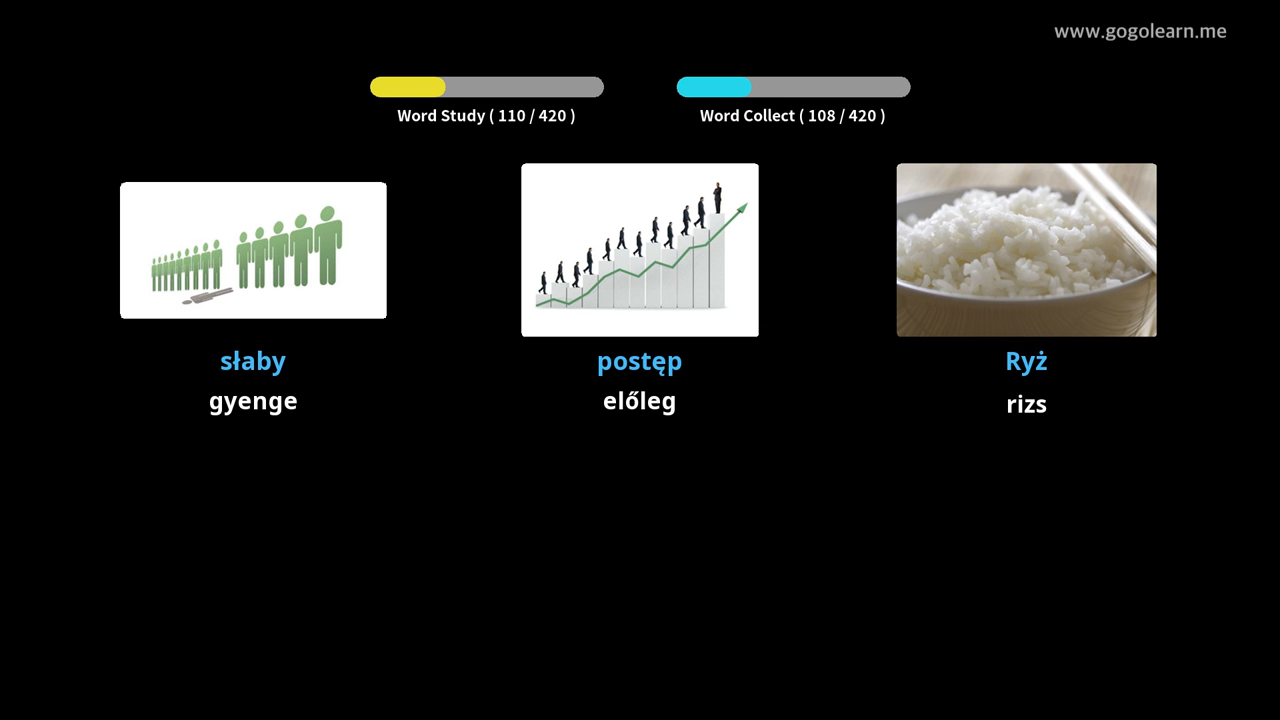 www.gogolearn.me
Word Study ( 110 / 420 )
Word Collect ( 108 / 420 )
słaby
gyenge
postęp
előleg
Ryż
rizs